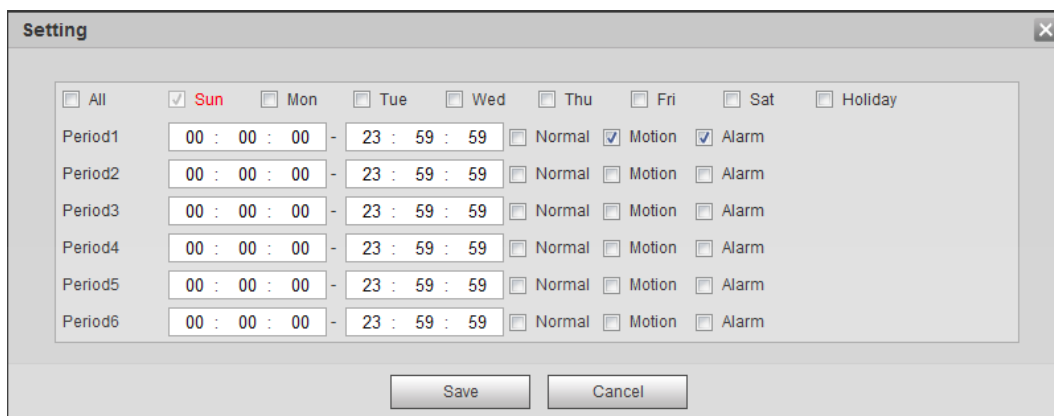 Setting
All Sun Mon Tue Wed Thu Fri Sat Holiday
Period1 00 : 00 : 00 - 23 : 59 : 59 Normal Motion Alarm
Period2 00 : 00 : 00 - 23 : 59 : 59 Normal Motion Alarm
Period3 00 : 00 : 00 - 23 : 59 : 59 Normal Motion Alarm
Period4 00 : 00 : 00 - 23 : 59 : 59 Normal Motion Alarm
Period5 00 : 00 : 00 - 23 : 59 : 59 Normal Motion Alarm
Period6 00 : 00 : 00 - 23 : 59 : 59 Normal Motion Alarm
Save Cancel